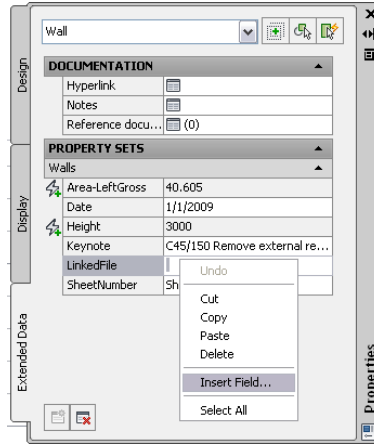 Wall
Design
DOCUMENTATION
Hyperlink
Notes
Reference docu... (0)
PROPERTY SETS
Walls
Display
Area-LeftGross 40.605
Date 1/1/2009
Height 3000
Keynote C45/150 Remove external re...
LinkedFile
SheetNumber Sh
Undo
Cut
Copy
Paste
Delete
Insert Field...
Select All
Extended Data
Properties